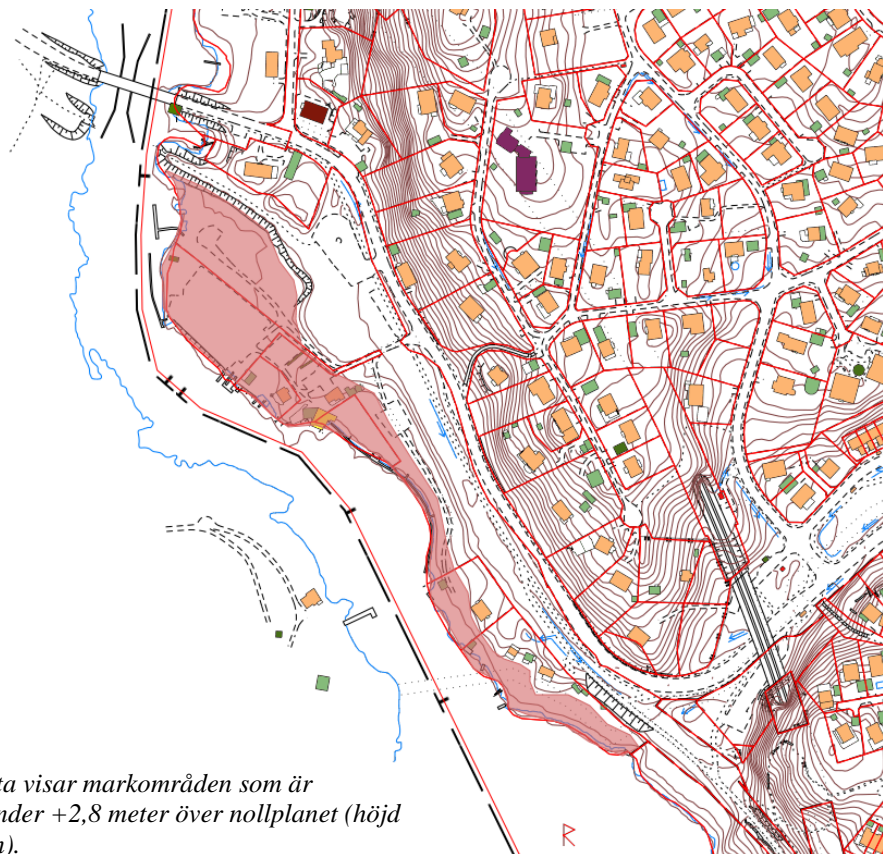 ta visar markområden som är
nder +2,8 meter över nollplanet (höjd
n).
R